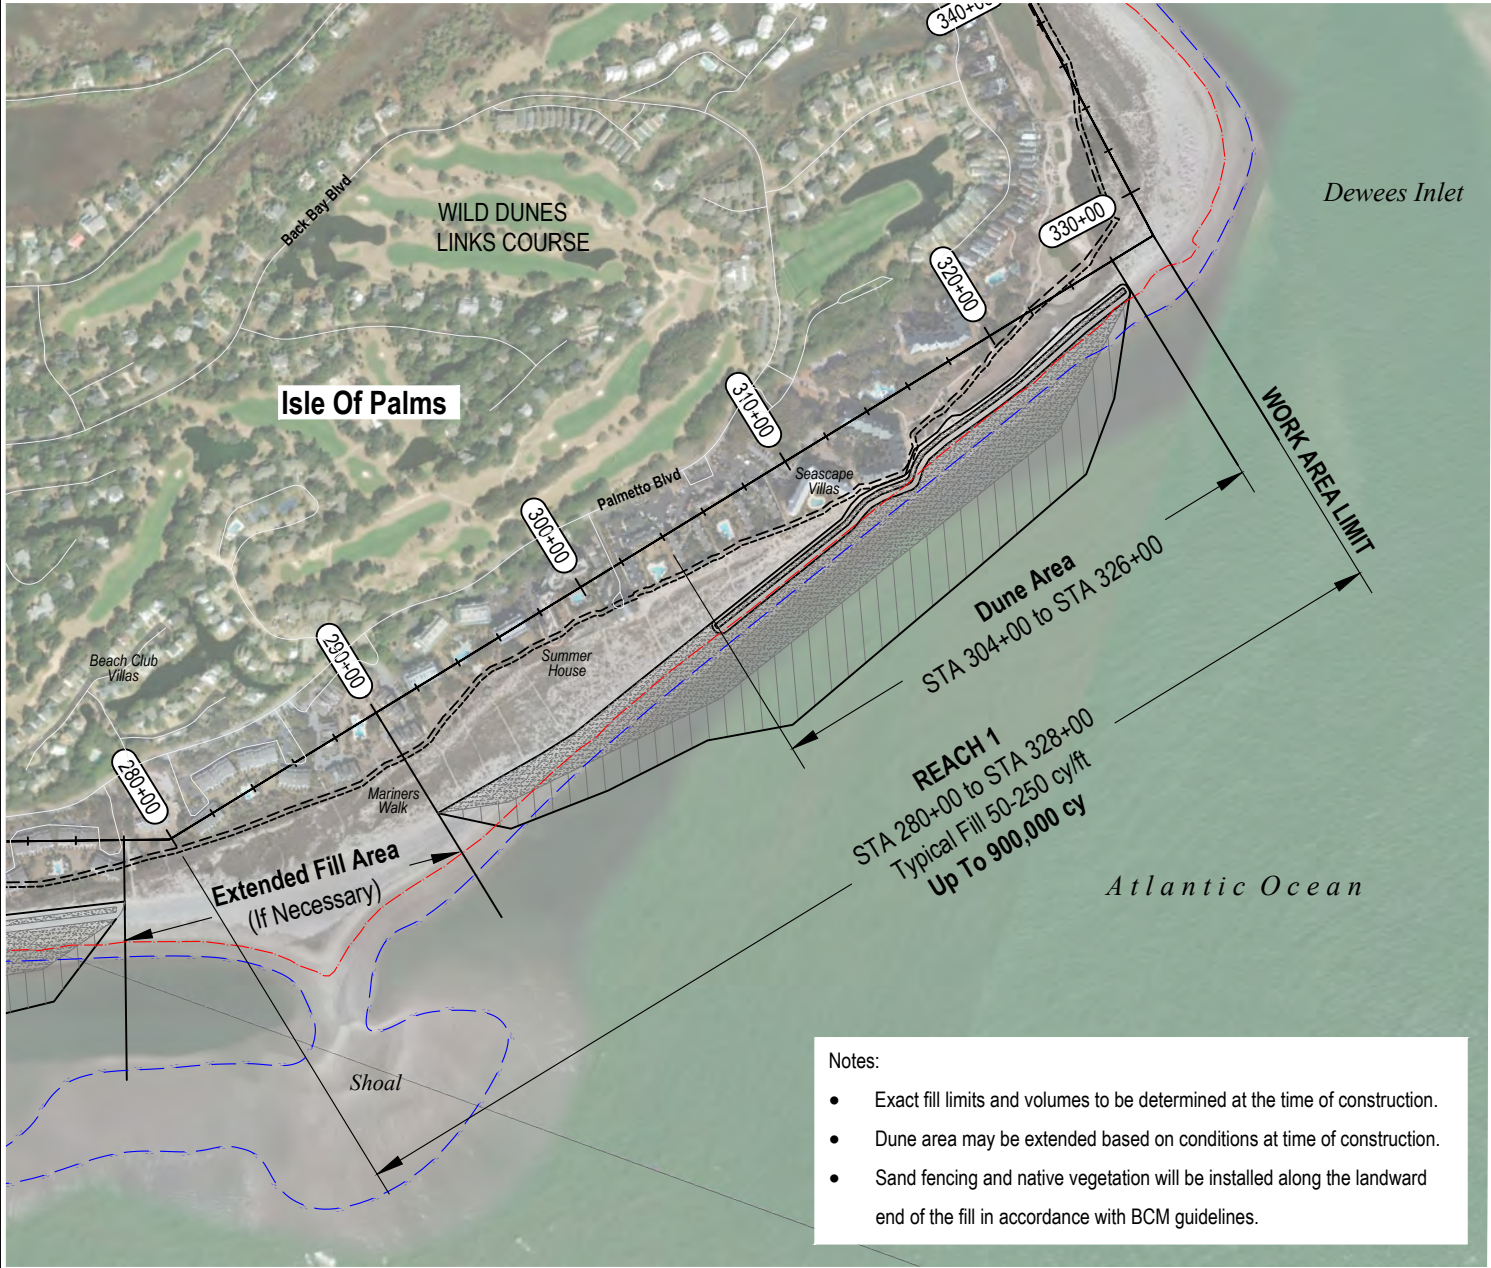 340+00
Dewees Inlet
Back Bay Blvd
WILD DUNES
LINKS COURSE
330+00
320+00
Isle Of Palms
310+00
WORK AREA LIMIT
Palmetto Blvd
Seascape
Villas
300+00
Dune Area
STA 304+00 to STA 326+00
290+00
Beach Club
Villas
Summer
House
280+00
Mariners
Walk
REACH 1
STA 280+00 to STA 328+00
Typical Fill 50-250 cy/ft
Up To 900,000 cy
Extended Fill Area
(If Necessary)
Atlantic Ocean
Shoal
Notes:
• Exact fill limits and volumes to be determined at the time of construction.
• Dune area may be extended based on conditions at time of construction.
• Sand fencing and native vegetation will be installed along the landward
end of the fill in accordance with BCM guidelines.